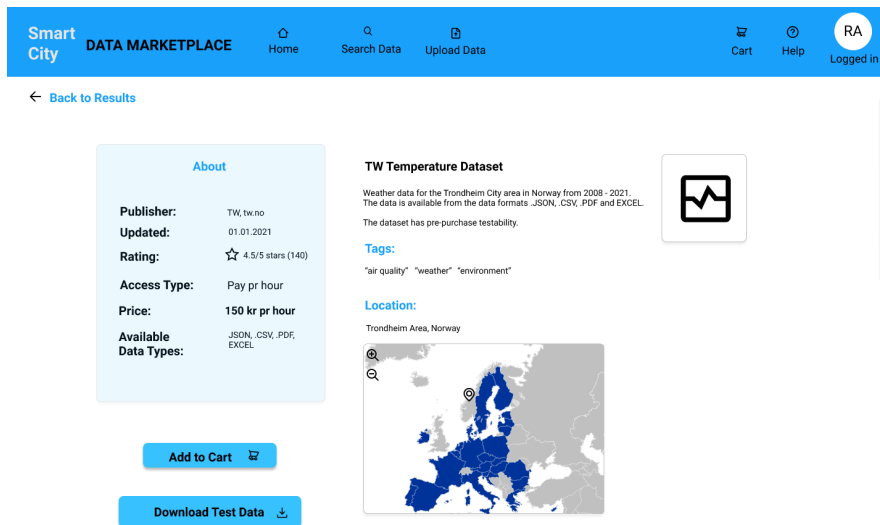 Smart City
DATA MARKETPLACE
Home
Search Data
Upload Data
Cart
Help
RA
Logged in
Back to Results
About
Publisher: TW, tw.no
Updated: 01.01.2021
Rating: 4.5/5 stars (140)
Access Type: Pay pr hour
Price: 150 kr pr hour
Available
Data Types:
JSON, .CSV, .PDF,
EXCEL
Add to Cart
Download Test Data
TW Temperature Dataset
Weather data for the Trondheim City area in Norway from 2008 - 2021.
The data is available from the data formats .JSON, .CSV, .PDF and EXCEL.
The dataset has pre-purchase testability.
Tags:
"air quality" "weather" "environment"
Location:
Trondheim Area, Norway